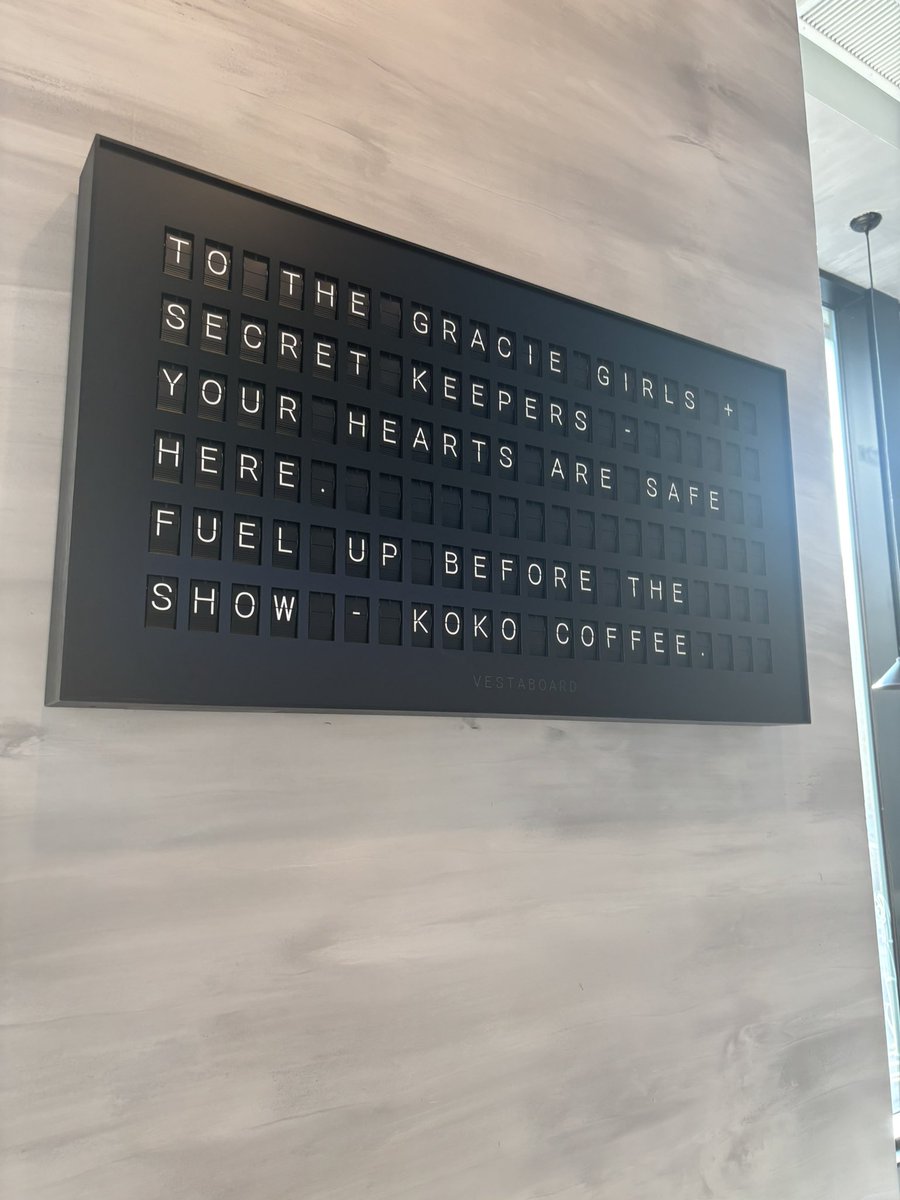 TO THE GRACIE GIRLS +
SECRET KEEPERS -
YOUR HEARTS ARE SAFE
HERE.
FUEL UP BEFORE THE
SHOW - KOKO COFFEE.
VESTABOARD